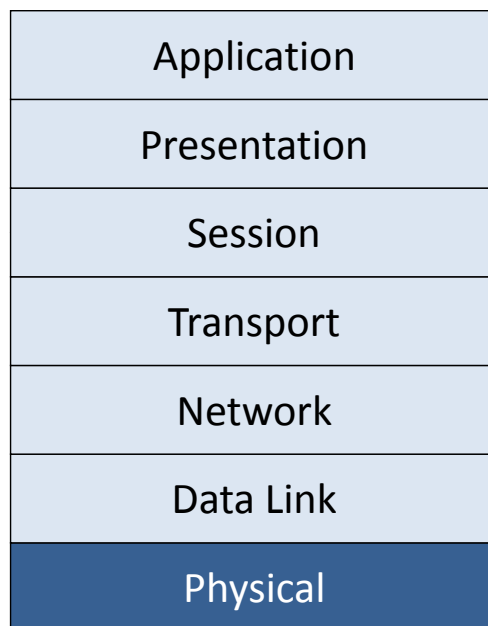 Application
Presentation
Session
Transport
Network
Data Link
Physical